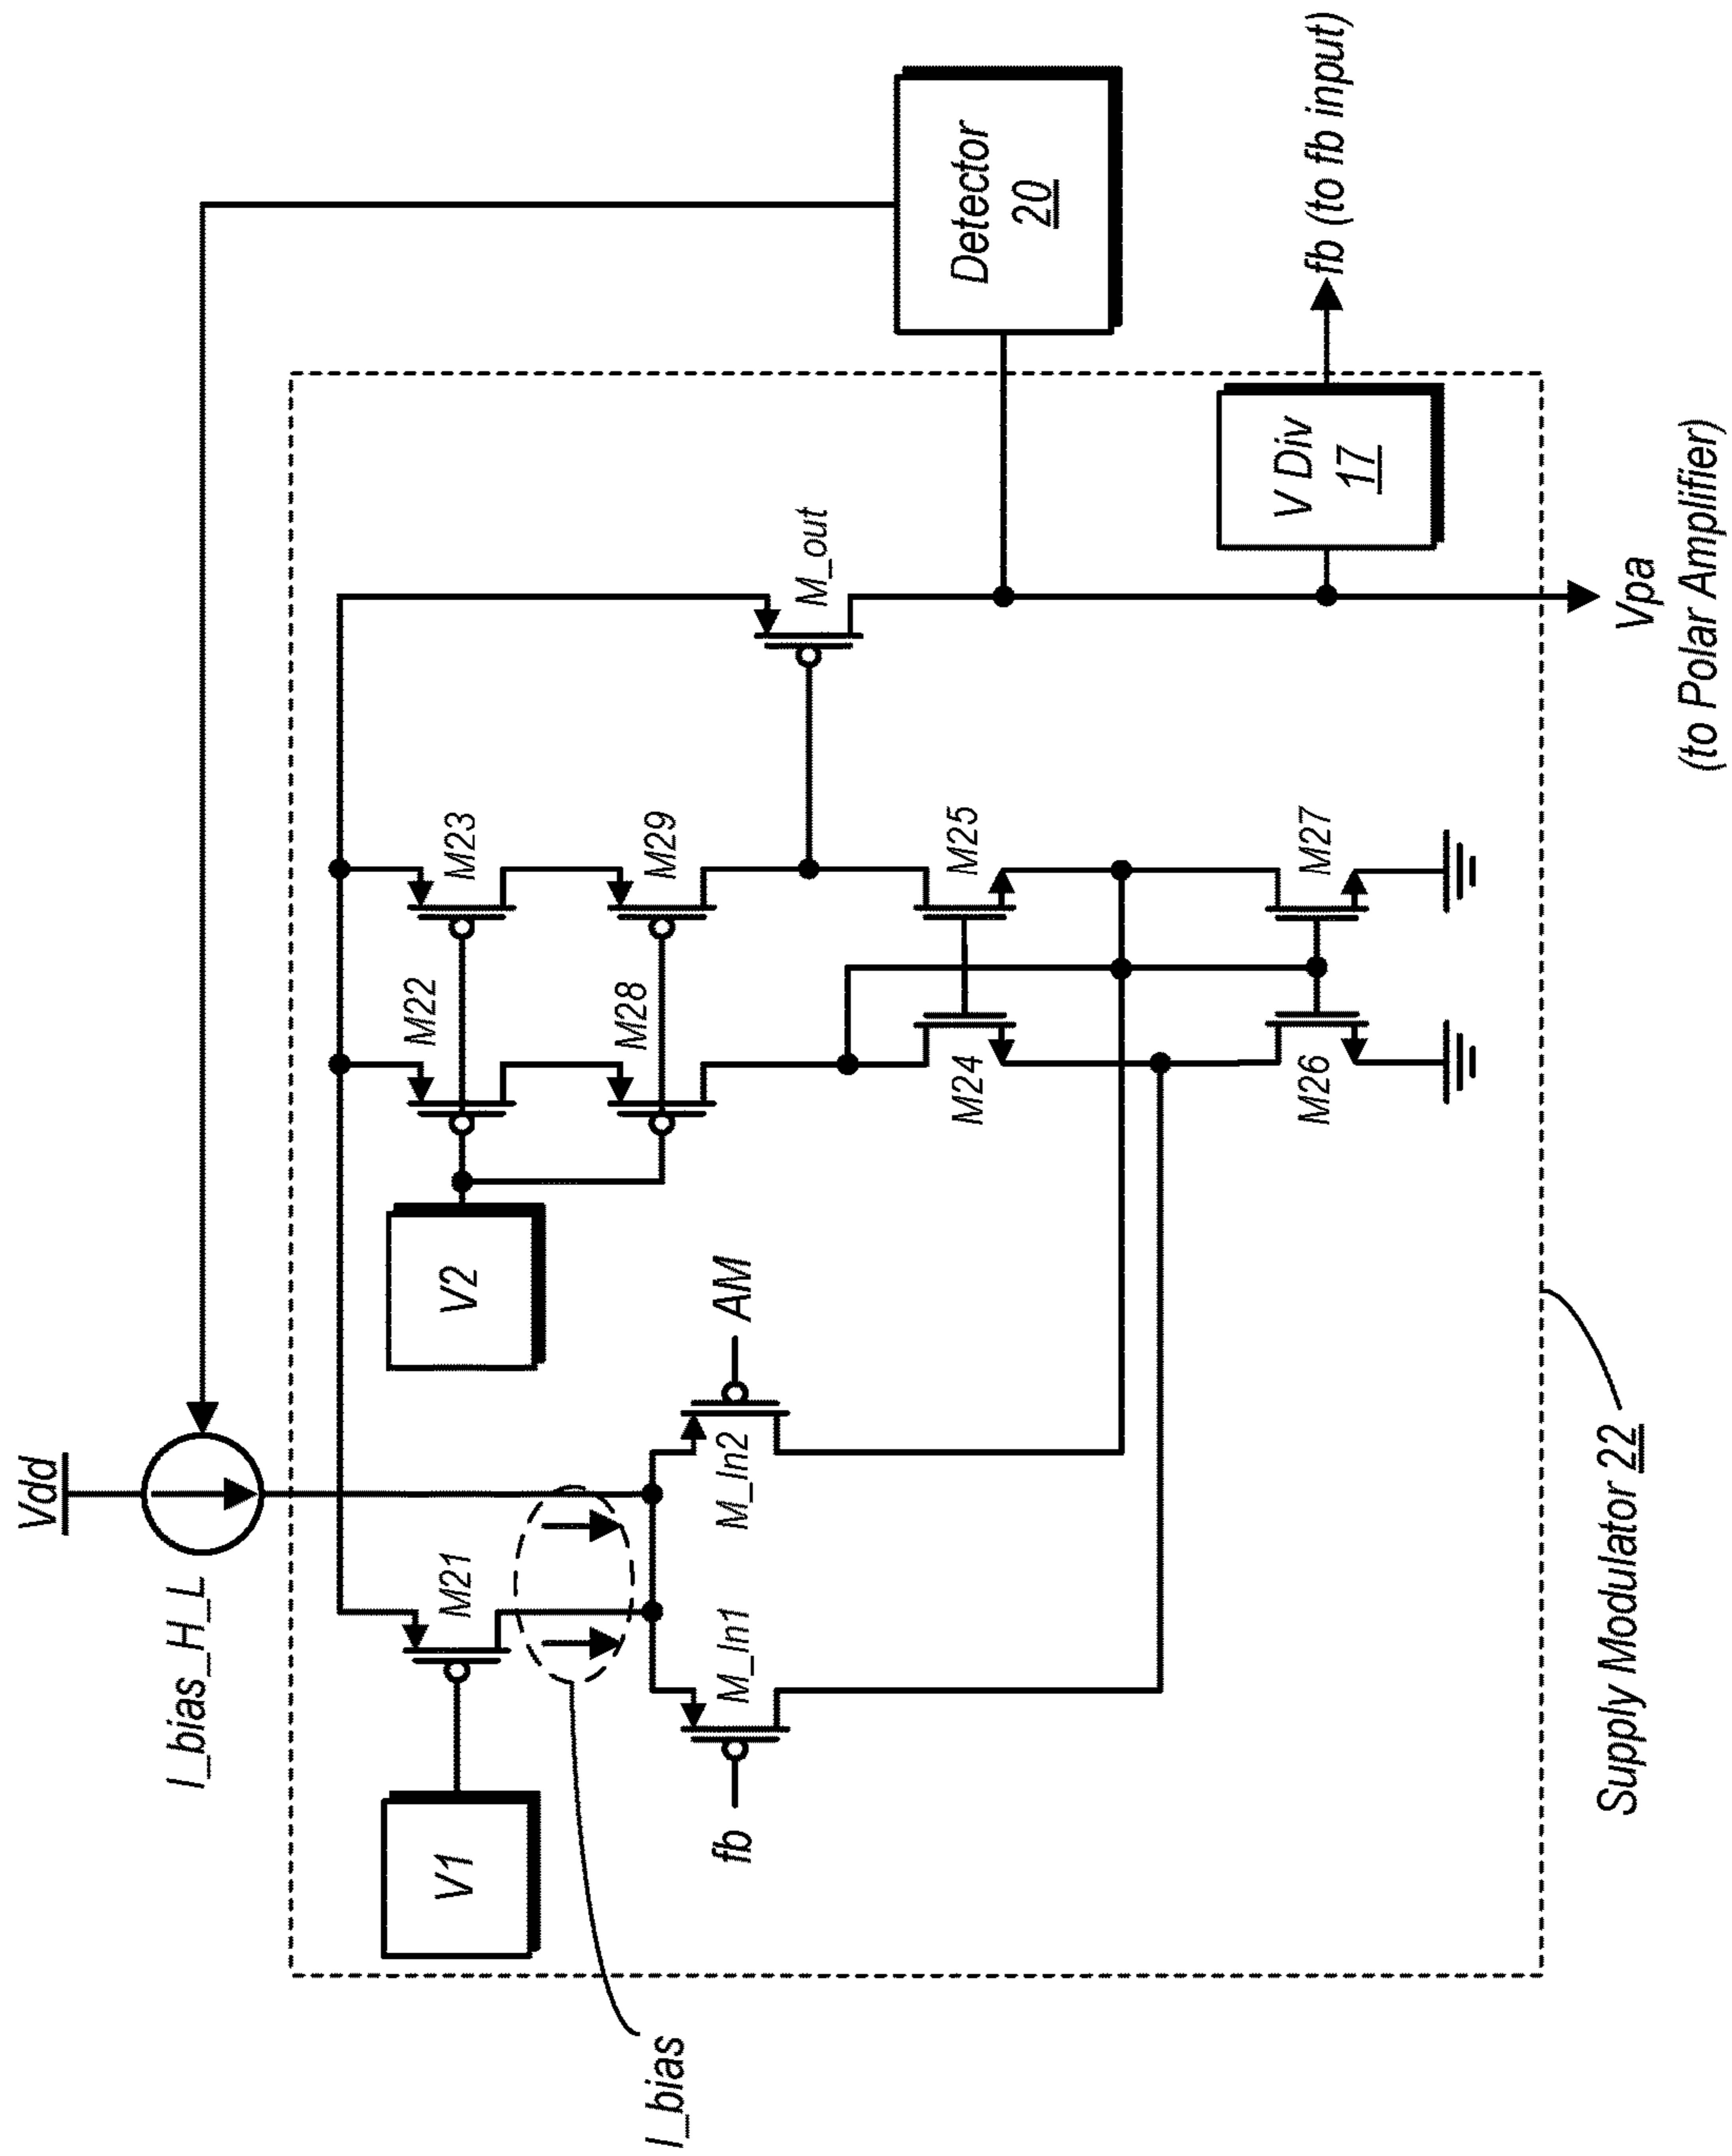 Vdd
I_bias_H_L
Detector
20
V1
M21
V2
M22
M23
M28
M29
I_bias
fb
M_In1
M_In2
AM
M_out
M24
M25
M26
M27
V Div
17
fb (to fb input)
Vpa
(to Polar Amplifier)
Supply Modulator 22